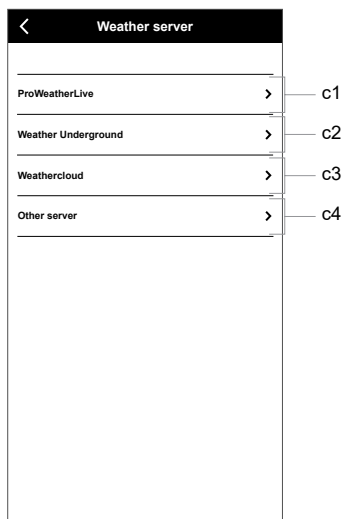 Weather server
ProWeatherLive
c1
Weather Underground
c2
Weathercloud
c3
Other server
c4